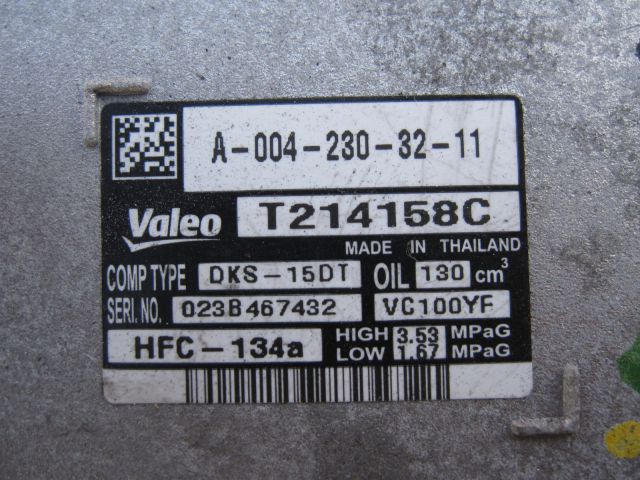 A-004-230-32-11
Valeo T214158C
MADE IN THAILAND
COMP TYPE DKS-15DT OIL 130 cm³
SERI. NO. 023B467432 VC100YF
HFC-134a HIGH 3.53 MPaG
LOW 1.67 MPaG